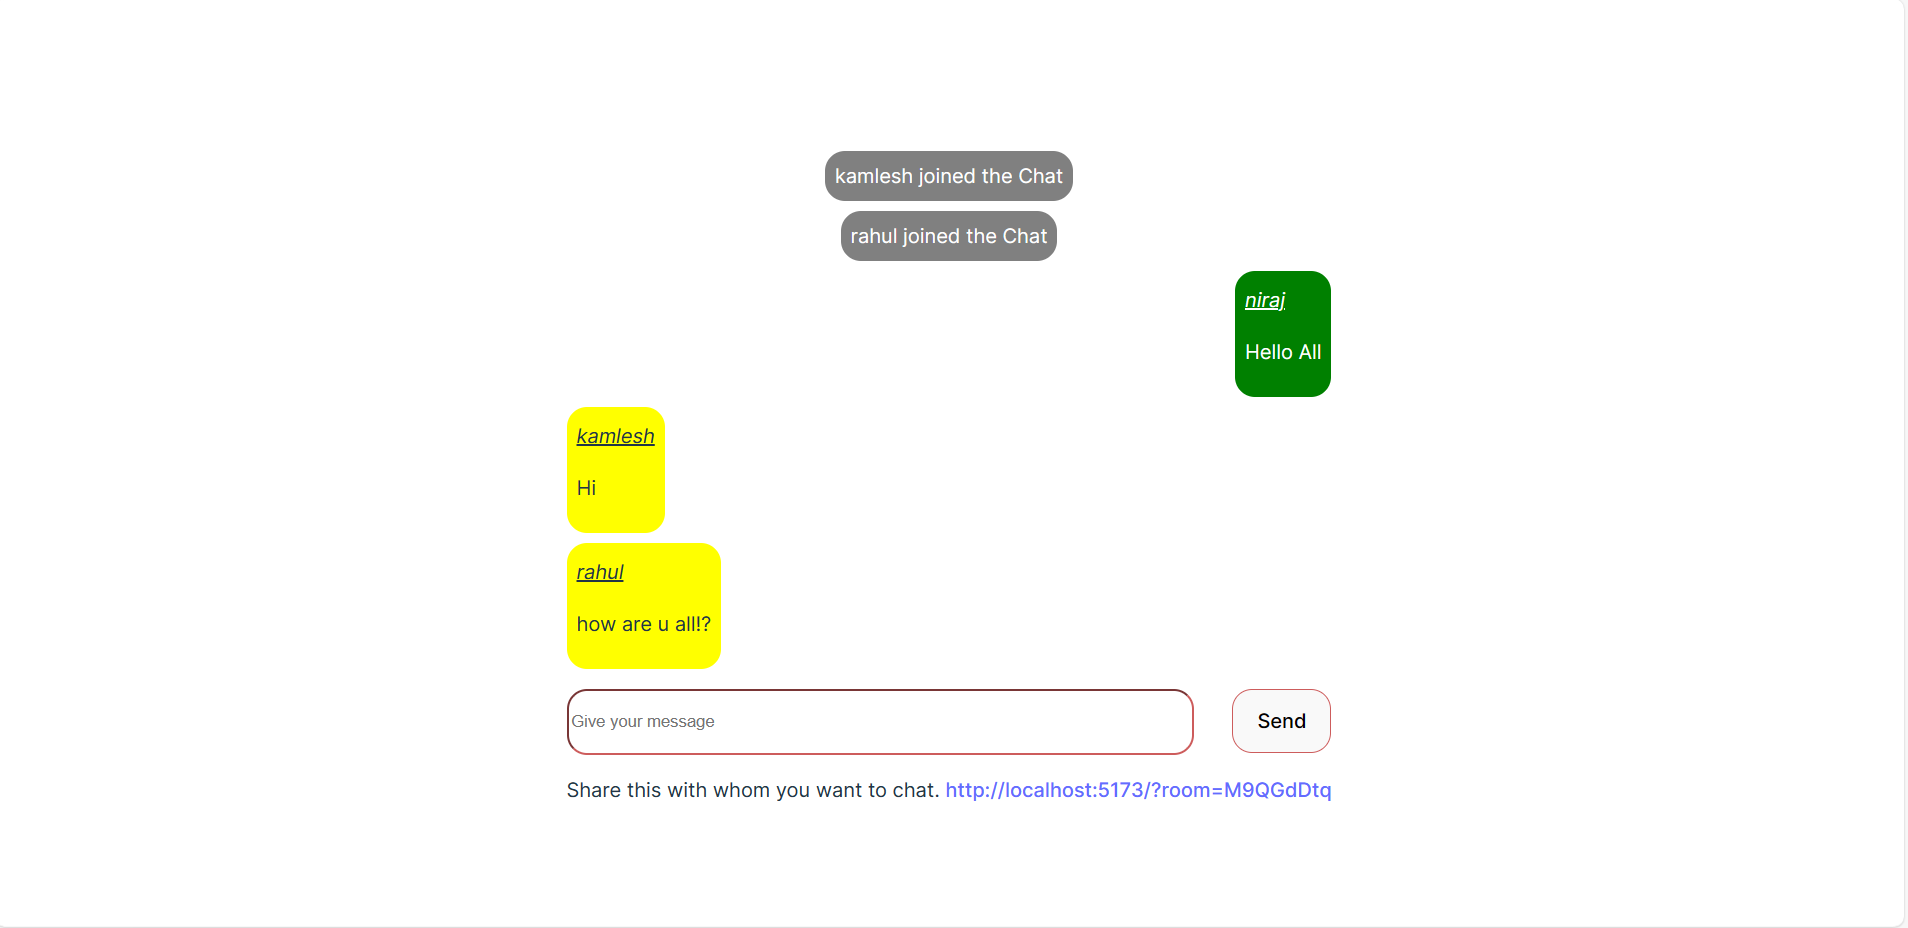 kamlesh joined the Chat
rahul joined the Chat
niraj
Hello All
kamlesh
Hi
rahul
how are u all!?
Give your message
Send
Share this with whom you want to chat. http://localhost:5173/?room=M9QGdDtq